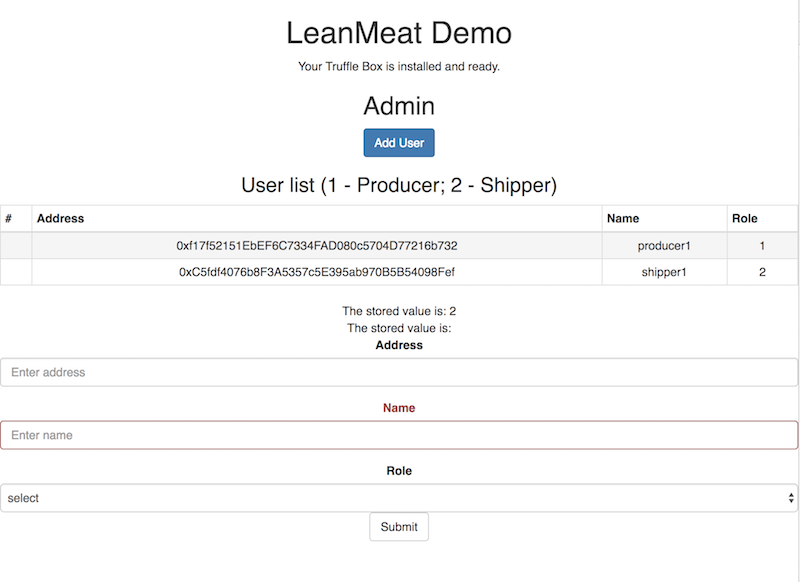 LeanMeat Demo
Your Truffle Box is installed and ready.
Admin
Add User
User list (1 - Producer; 2 - Shipper)
# Address Name Role
0xf17f52151EbEF6C7334FAD080c5704D77216b732 producer1 1
0xC5fdf4076b8F3A5357c5E395ab970B5B54098Fef shipper1 2
The stored value is: 2
The stored value is:
Address
Enter address
Name
Enter name
Role
select
Submit